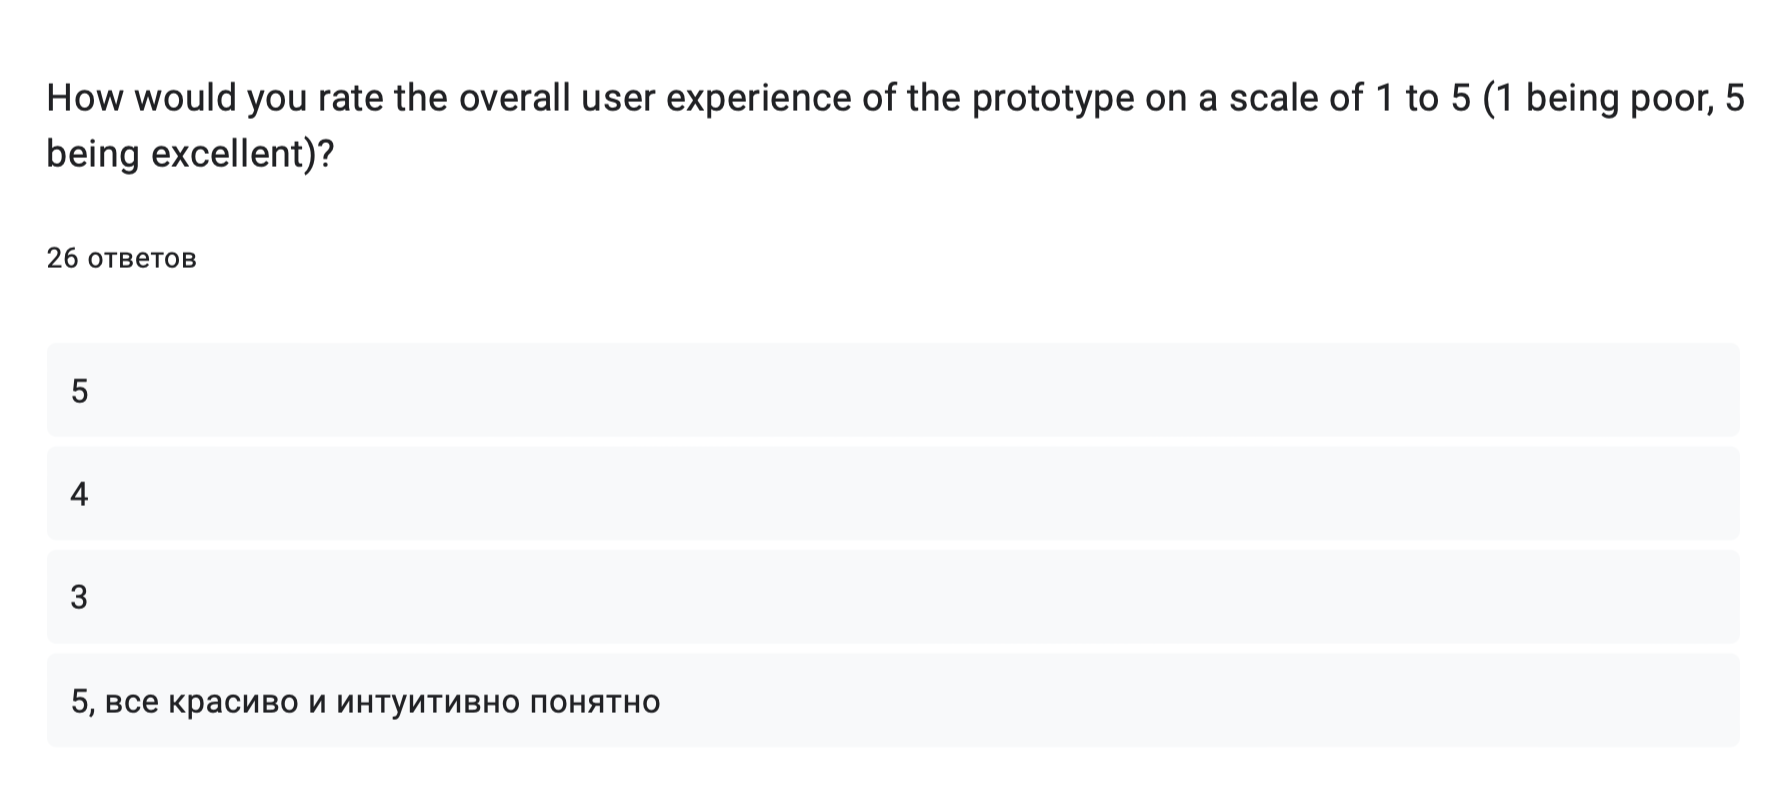 How would you rate the overall user experience of the prototype on a scale of 1 to 5 (1 being poor, 5
being excellent)?
26 ответов
5
4
3
5, все красиво и интуитивно понятно